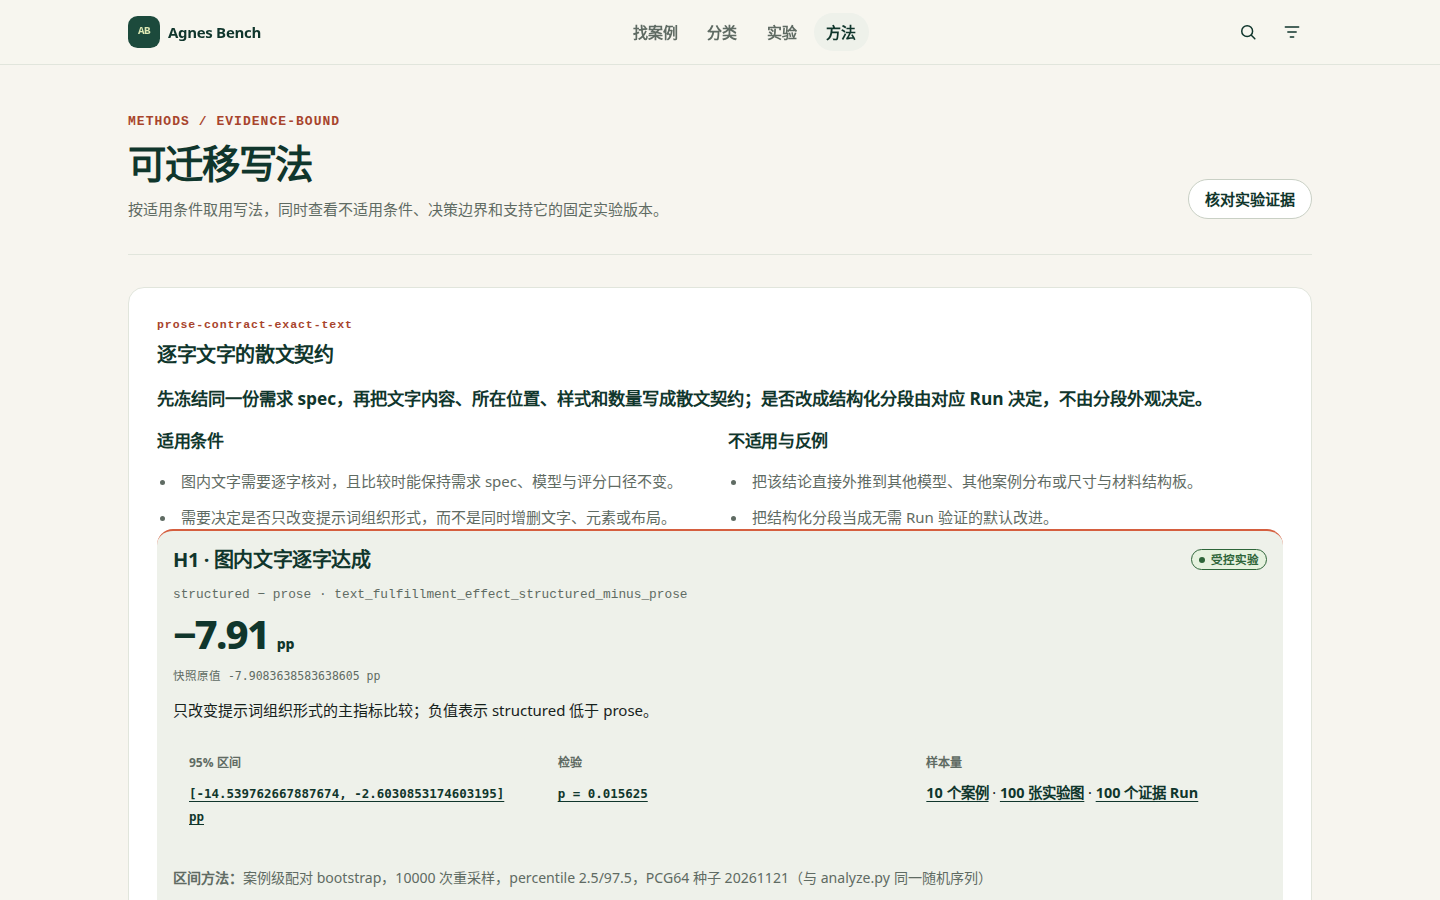 AB
Agnes Bench
找案例
分类
实验
方法
METHODS / EVIDENCE-BOUND
可迁移写法
按适用条件取用写法，同时查看不适用条件、决策边界和支持它的固定实验版本。
核对实验证据
prose-contract-exact-text
逐字文字的散文契约
先冻结同一份需求 spec，再把文字内容、所在位置、样式和数量写成散文契约；是否改成结构化分段由对应 Run 决定，不由分段外观决定。
适用条件
• 图内文字需要逐字核对，且比较时能保持需求 spec、模型与评分口径不变。
• 需要决定是否只改变提示词组织形式，而不是同时增删文字、元素或布局。
不适用与反例
• 把该结论直接外推到其他模型、其他案例分布或尺寸与材料结构板。
• 把结构化分段当成无需 Run 验证的默认改进。
H1 · 图内文字逐字达成
受控实验
structured − prose · text_fulfillment_effect_structured_minus_prose
−7.91 pp
快照原值 -7.9083638583638605 pp
只改变提示词组织形式的主指标比较；负值表示 structured 低于 prose。
95% 区间
[-14.539762667887674, -2.6030853174603195]
pp
检验
p = 0.015625
样本量
10 个案例 · 100 张实验图 · 100 个证据 Run
区间方法：案例级配对 bootstrap，10000 次重采样，percentile 2.5/97.5，PCG64 种子 20261121（与 analyze.py 同一随机序列）